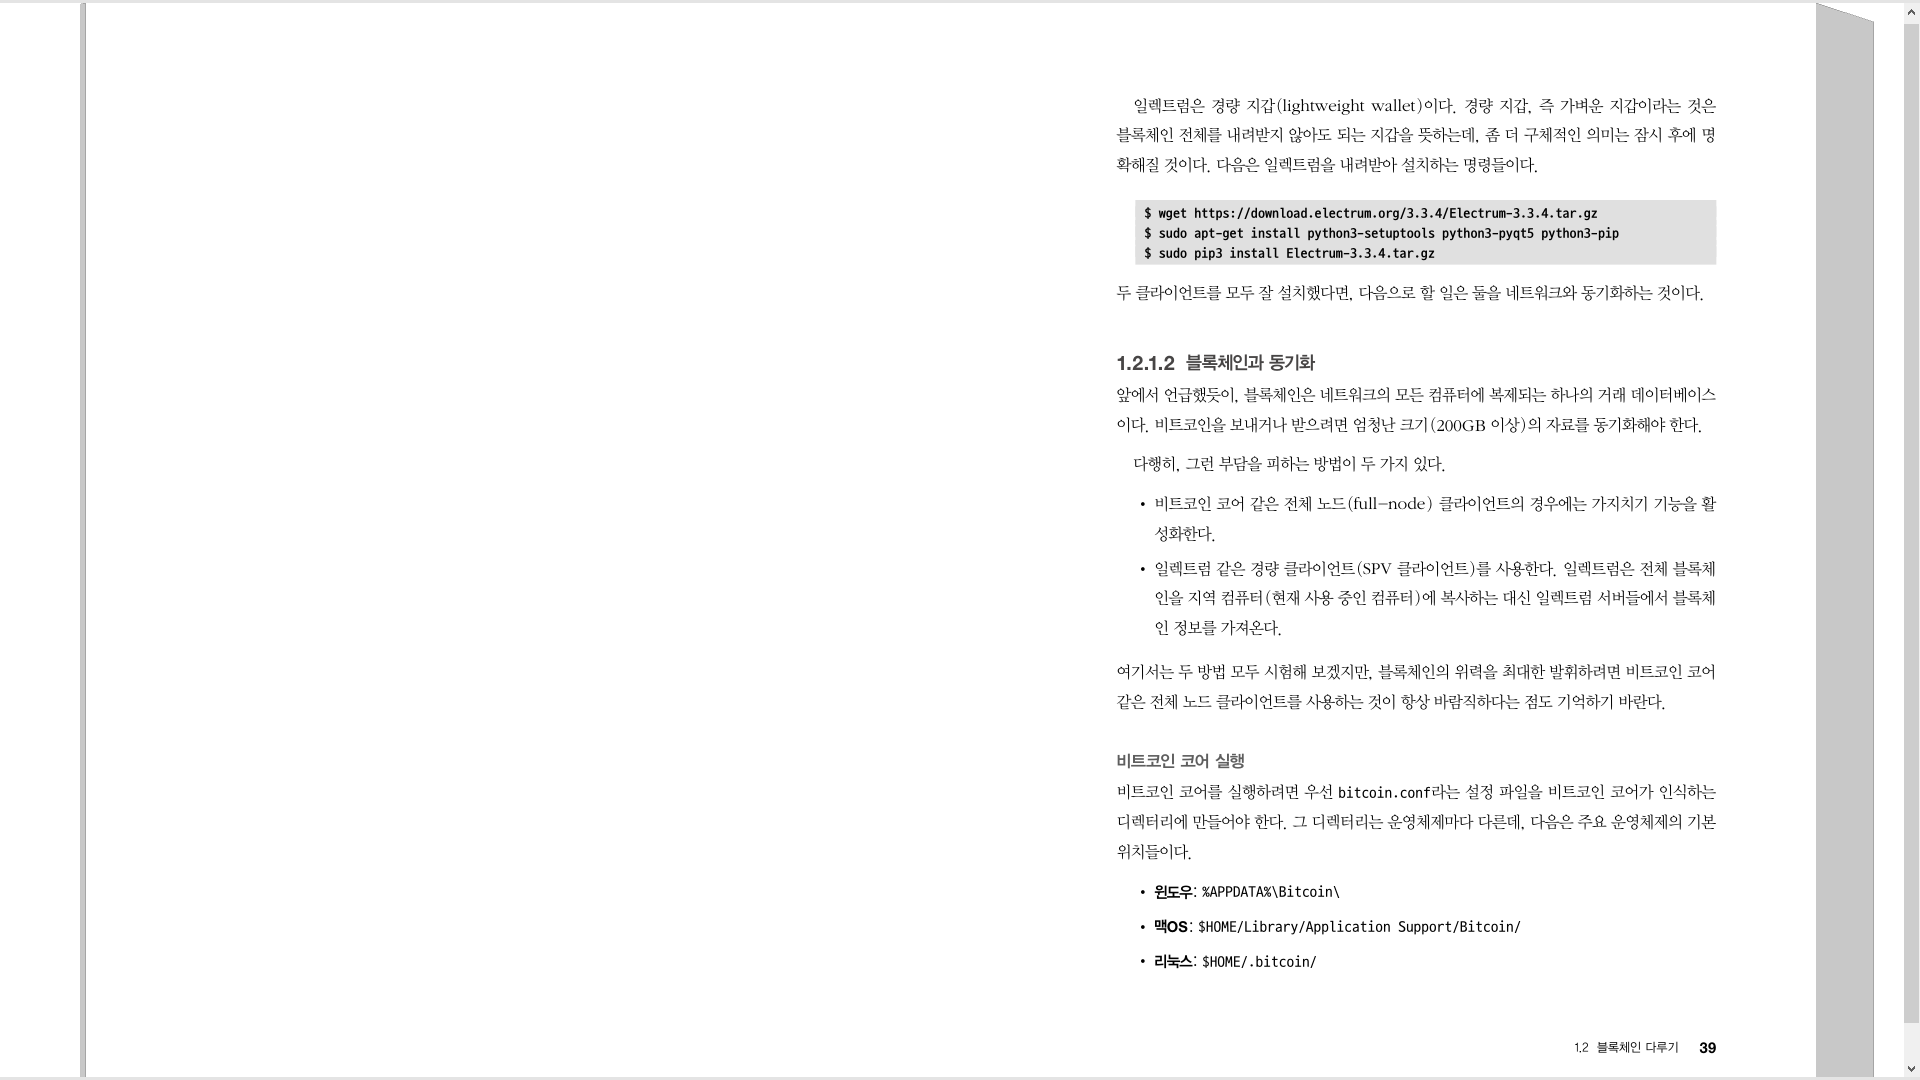 일렉트럼은 경량 지갑(lightweight wallet)이다. 경량 지갑, 즉 가벼운 지갑이라는 것은
블록체인 전체를 내려받지 않아도 되는 지갑을 뜻하는데, 좀 더 구체적인 의미는 잠시 후에 명
확해질 것이다. 다음은 일렉트럼을 내려받아 설치하는 명령들이다.
$ wget https://download.electrum.org/3.3.4/Electrum-3.3.4.tar.gz
$ sudo apt-get install python3-setuptools python3-pyqt5 python3-pip
$ sudo pip3 install Electrum-3.3.4.tar.gz
두 클라이언트를 모두 잘 설치했다면, 다음으로 할 일은 둘을 네트워크와 동기화하는 것이다.
1.2.1.2 블록체인과 동기화
앞에서 언급했듯이, 블록체인은 네트워크의 모든 컴퓨터에 복제되는 하나의 거래 데이터베이스
이다. 비트코인을 보내거나 받으려면 엄청난 크기(200GB 이상)의 자료를 동기화해야 한다.
다행히, 그런 부담을 피하는 방법이 두 가지 있다.
• 비트코인 코어 같은 전체 노드(full-node) 클라이언트의 경우에는 가지치기 기능을 활
성화한다.
• 일렉트럼 같은 경량 클라이언트(SPV 클라이언트)를 사용한다. 일렉트럼은 전체 블록체
인을 지역 컴퓨터(현재 사용 중인 컴퓨터)에 복사하는 대신 일렉트럼 서버들에서 블록체
인 정보를 가져온다.
여기서는 두 방법 모두 시험해 보겠지만, 블록체인의 위력을 최대한 발휘하려면 비트코인 코어
같은 전체 노드 클라이언트를 사용하는 것이 항상 바람직하다는 점도 기억하기 바란다.
비트코인 코어 실행
비트코인 코어를 실행하려면 우선 bitcoin.conf라는 설정 파일을 비트코인 코어가 인식하는
디렉터리에 만들어야 한다. 그 디렉터리는 운영체제마다 다른데, 다음은 주요 운영체제의 기본
위치들이다.
• 윈도우: %APPDATA%\Bitcoin\
• 맥OS: $HOME/Library/Application Support/Bitcoin/
• 리눅스: $HOME/.bitcoin/
1.2 블록체인 다루기 39